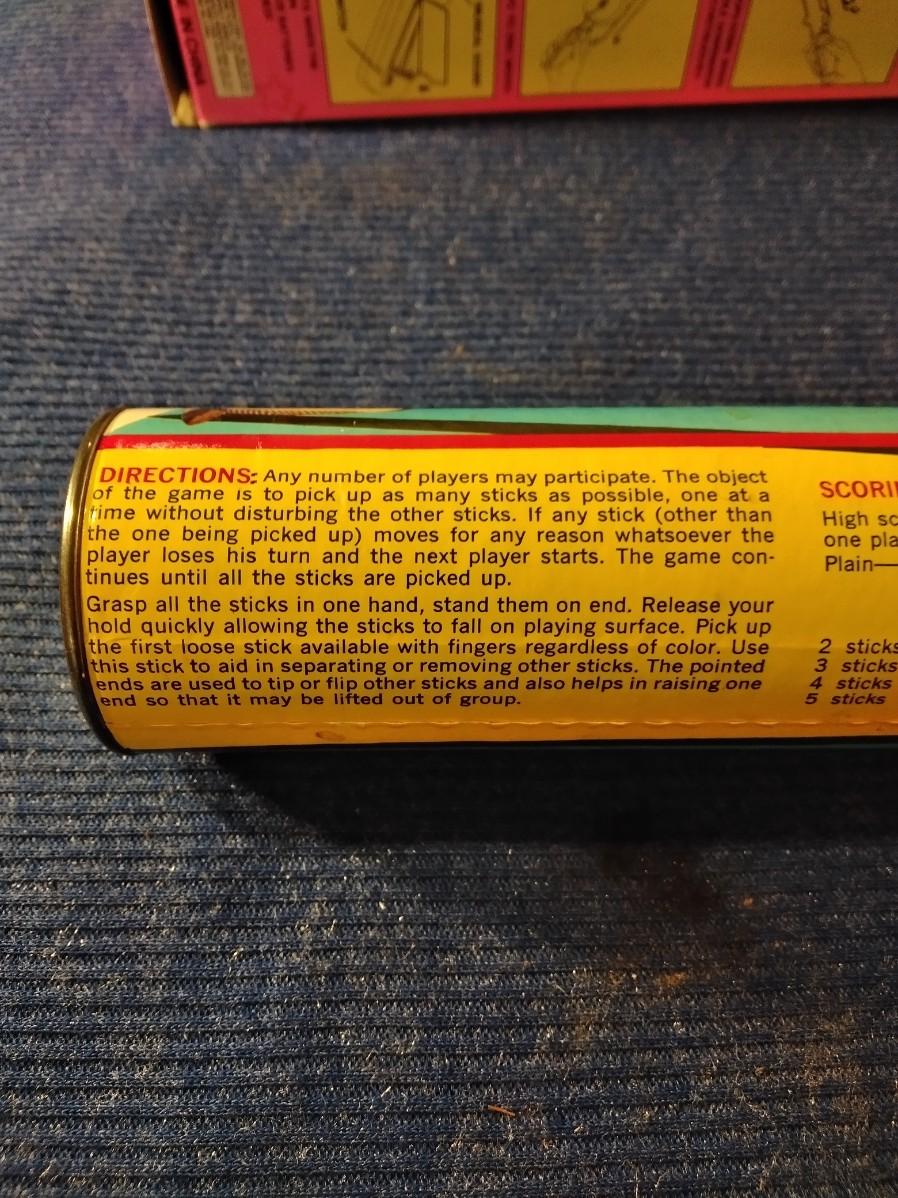 DIRECTIONS: Any number of players may participate. The object
of the game is to pick up as many sticks as possible, one at a
time without disturbing the other sticks. If any stick (other than
the one being picked up) moves for any reason whatsoever the
player loses his turn and the next player starts. The game con-
tinues until all the sticks are picked up.
Grasp all the sticks in one hand, stand them on end. Release your
hold quickly allowing the sticks to fall on playing surface. Pick up
the first loose stick available with fingers regardless of color. Use
this stick to aid in separating or removing other sticks. The pointed
ends are used to tip or flip other sticks and also helps in raising one
end so that it may be lifted out of group.
SCORI
High sc
one pla
Plain—
2 sticks
3 sticks
4 sticks
5 sticks
IN CHINA